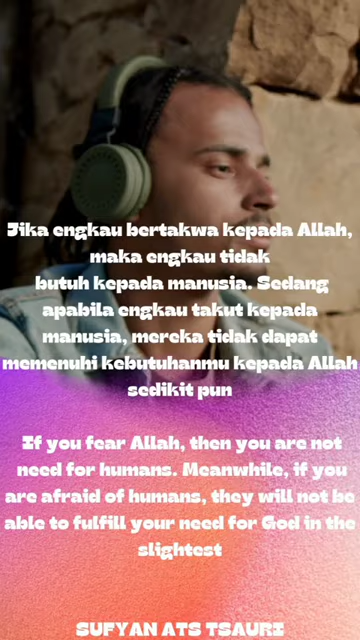 Jika engkau bertakwa kepada Allah,
maka engkau tidak
butuh kepada manusia. Sedang
apabila engkau takut kepada
manusia, mereka tidak dapat
memenuhi kebutuhanmu kepada Allah
sedikit pun
If you fear Allah, then you are not
need for humans. Meanwhile, if you
are afraid of humans, they will not be
able to fulfill your need for God in the
slightest
SUFYAN ATS TSAURI